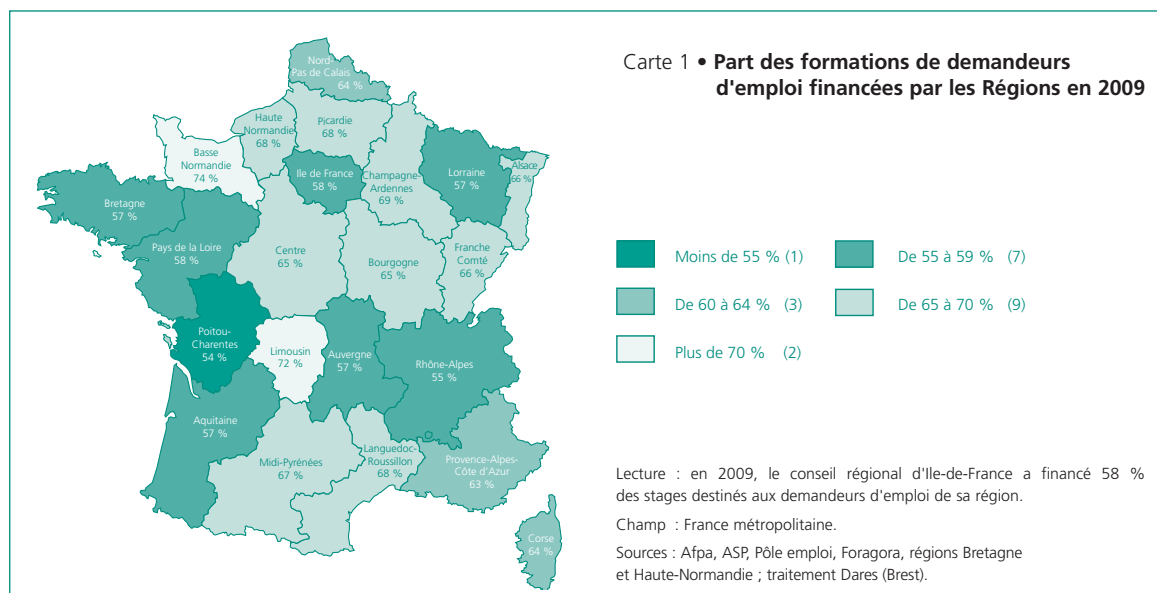 Carte 1 • Part des formations de demandeurs
d'emploi financées par les Régions en 2009
Nord-
Pas de Calais
64 %
Haute
Normandie
68 %
Picardie
68 %
Basse
Normandie
74 %
Ile de France
58 %
Champagne-
Ardennes
69 %
Lorraine
57 %
Alsace
66 %
Bretagne
57 %
Pays de la Loire
58 %
Centre
65 %
Bourgogne
65 %
Franche
Comté
66 %
Poitou-
Charentes
54 %
Limousin
72 %
Auvergne
57 %
Rhône-Alpes
55 %
Aquitaine
57 %
Midi-Pyrénées
67 %
Languedoc-
Roussillon
68 %
Provence-Alpes-
Côte d'Azur
63 %
Corse
64 %
Moins de 55 % (1)
De 55 à 59 % (7)
De 60 à 64 % (3)
De 65 à 70 % (9)
Plus de 70 % (2)
Lecture : en 2009, le conseil régional d'Ile-de-France a financé 58 %
des stages destinés aux demandeurs d'emploi de sa région.
Champ : France métropolitaine.
Sources : Afpa, ASP, Pôle emploi, Foragora, régions Bretagne
et Haute-Normandie ; traitement Dares (Brest).